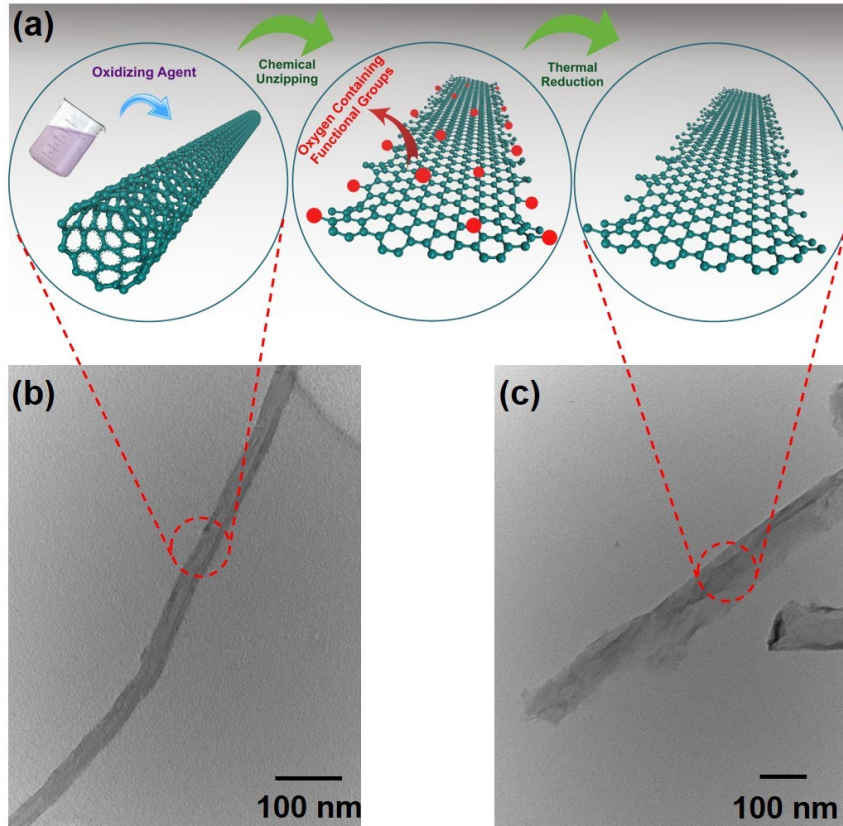 (a)
Oxidizing Agent
Chemical
Unzipping
Oxygen Containing
Functional Groups
Thermal
Reduction
(b)
100 nm
(c)
100 nm